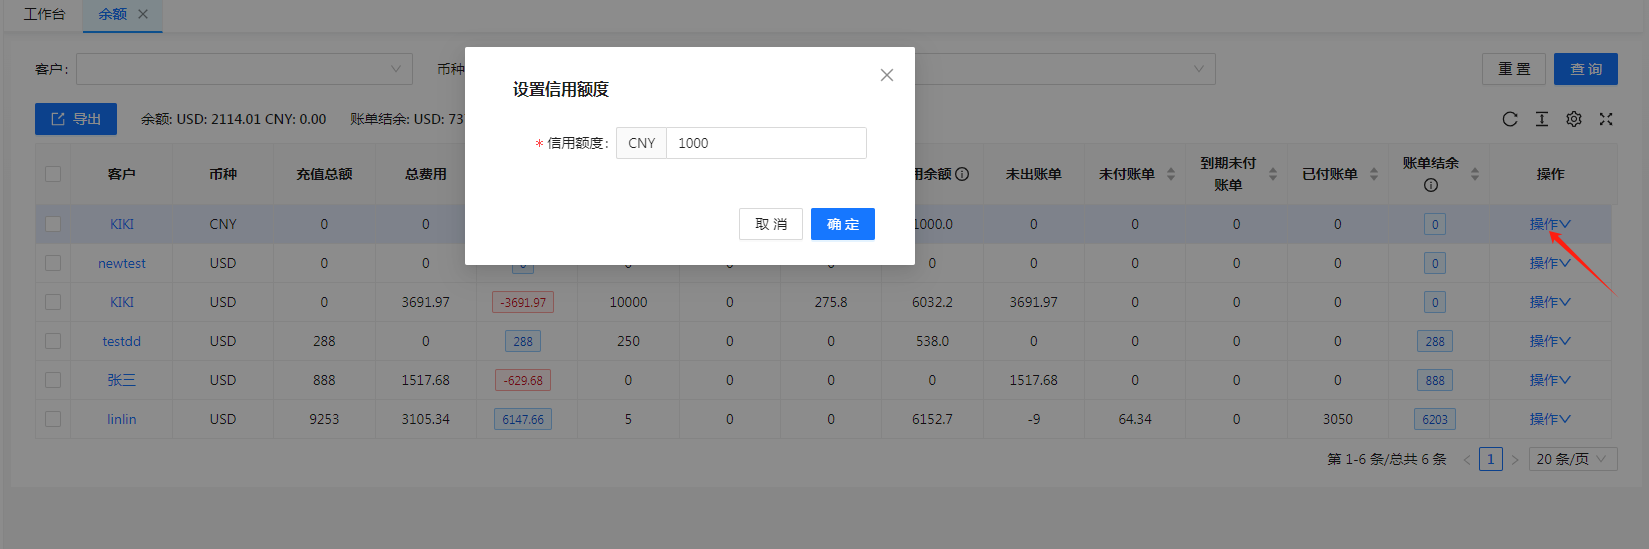 工作台 余额
客户: 币种
重 置 查 询
设置信用额度
* 信用额度: CNY 1000
取 消 确 定
导出 余额: USD: 2114.01 CNY: 0.00 账单结余: USD: 73
客户 币种 充值总额 总费用 用余额 未出账单 未付账单 到期未付账单 已付账单 账单结余 操作
KIKI CNY 0 0 1000.0 0 0 0 0 0 操作
newtest USD 0 0 0 0 0 0 0 0 0 0 操作
KIKI USD 0 3691.97 -3691.97 10000 0 275.8 6032.2 3691.97 0 0 0 0 操作
testdd USD 288 0 288 250 0 0 538.0 0 0 0 0 288 操作
张三 USD 888 1517.68 -629.68 0 0 0 0 1517.68 0 0 0 888 操作
linlin USD 9253 3105.34 6147.66 5 0 0 6152.7 -9 64.34 0 3050 6203 操作
第 1-6 条/总共 6 条 1 20 条/页